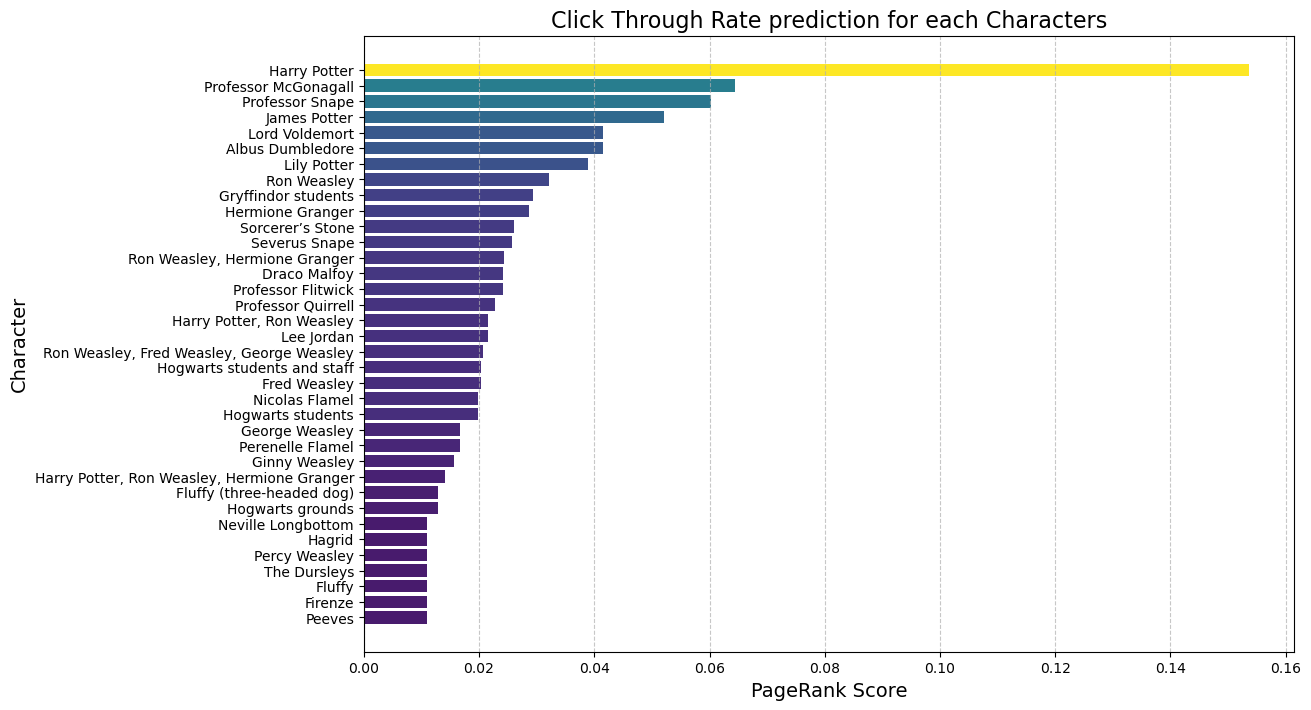 Click Through Rate prediction for each Characters
Character
Harry Potter
Professor McGonagall
Professor Snape
James Potter
Lord Voldemort
Albus Dumbledore
Lily Potter
Ron Weasley
Gryffindor students
Hermione Granger
Sorcerer’s Stone
Severus Snape
Ron Weasley, Hermione Granger
Draco Malfoy
Professor Flitwick
Professor Quirrell
Harry Potter, Ron Weasley
Lee Jordan
Ron Weasley, Fred Weasley, George Weasley
Hogwarts students and staff
Fred Weasley
Nicolas Flamel
Hogwarts students
George Weasley
Perenelle Flamel
Ginny Weasley
Harry Potter, Ron Weasley, Hermione Granger
Fluffy (three-headed dog)
Hogwarts grounds
Neville Longbottom
Hagrid
Percy Weasley
The Dursleys
Fluffy
Firenze
Peeves
0.00 0.02 0.04 0.06 0.08 0.10 0.12 0.14 0.16
PageRank Score